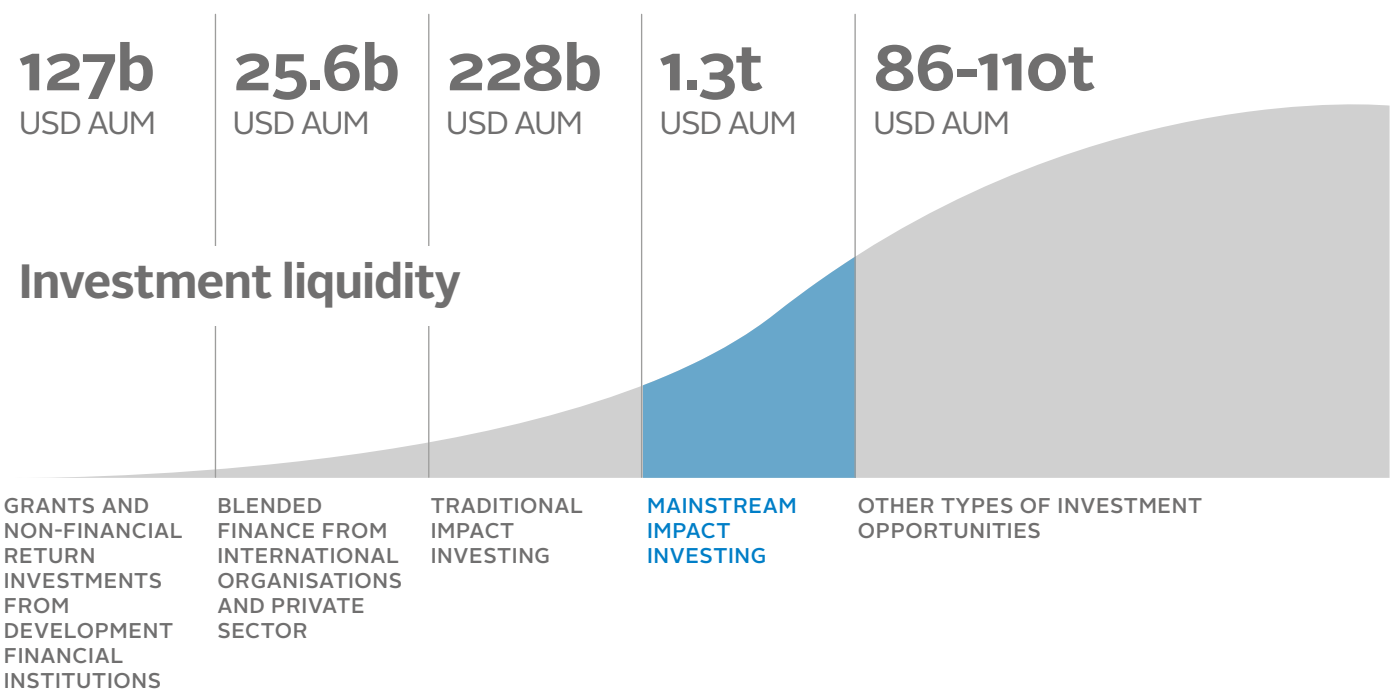 127b
USD AUM
25.6b
USD AUM
228b
USD AUM
1.3t
USD AUM
86-110t
USD AUM
Investment liquidity
GRANTS AND
NON-FINANCIAL
RETURN
INVESTMENTS
FROM
DEVELOPMENT
FINANCIAL
INSTITUTIONS
BLENDED
FINANCE FROM
INTERNATIONAL
ORGANISATIONS
AND PRIVATE
SECTOR
TRADITIONAL
IMPACT
INVESTING
MAINSTREAM
IMPACT
INVESTING
OTHER TYPES OF INVESTMENT
OPPORTUNITIES